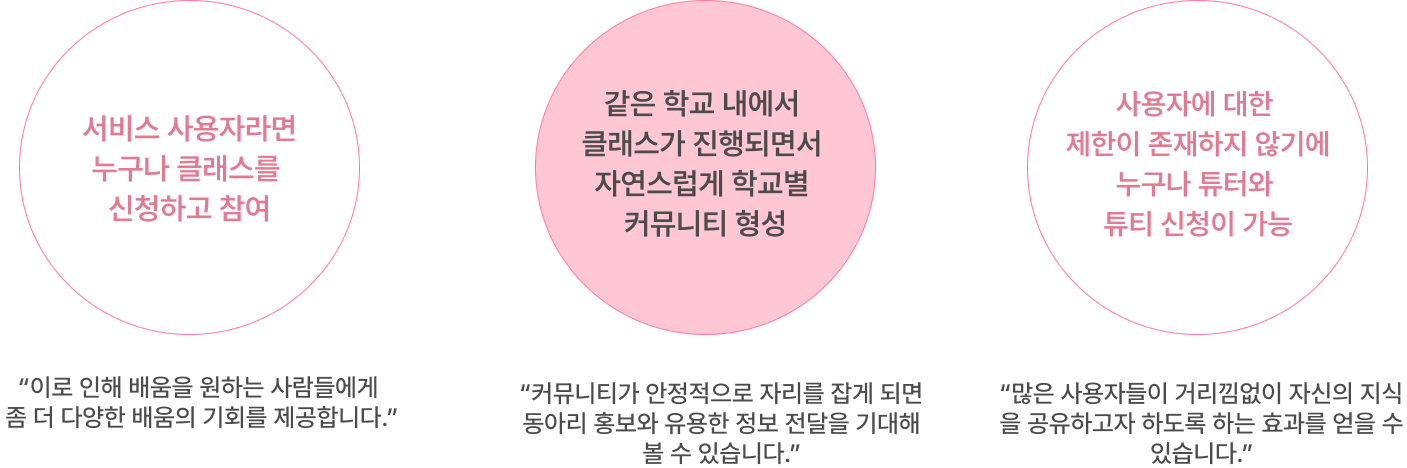 서비스 사용자라면
누구나 클래스를
신청하고 참여
“이로 인해 배움을 원하는 사람들에게
좀 더 다양한 배움의 기회를 제공합니다.”
같은 학교 내에서
클래스가 진행되면서
자연스럽게 학교별
커뮤니티 형성
“커뮤니티가 안정적으로 자리를 잡게 되면
동아리 홍보와 유용한 정보 전달을 기대해
볼 수 있습니다.”
사용자에 대한
제한이 존재하지 않기에
누구나 튜터와
튜티 신청이 가능
“많은 사용자들이 거리낌없이 자신의 지식
을 공유하고자 하도록 하는 효과를 얻을 수
있습니다.”